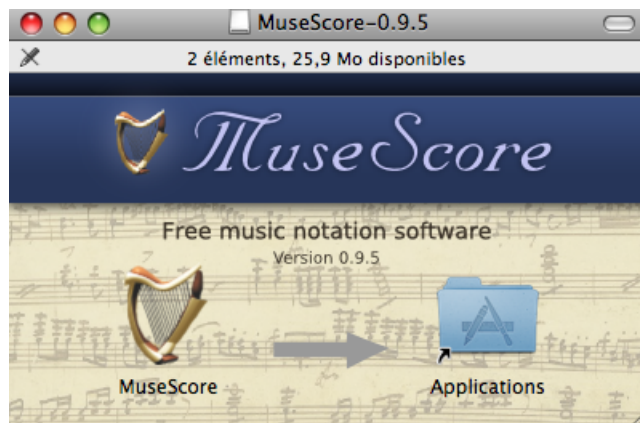 MuseScore-0.9.5
2 éléments, 25,9 Mo disponibles
MuseScore
Free music notation software
Version 0.9.5
MuseScore
Applications